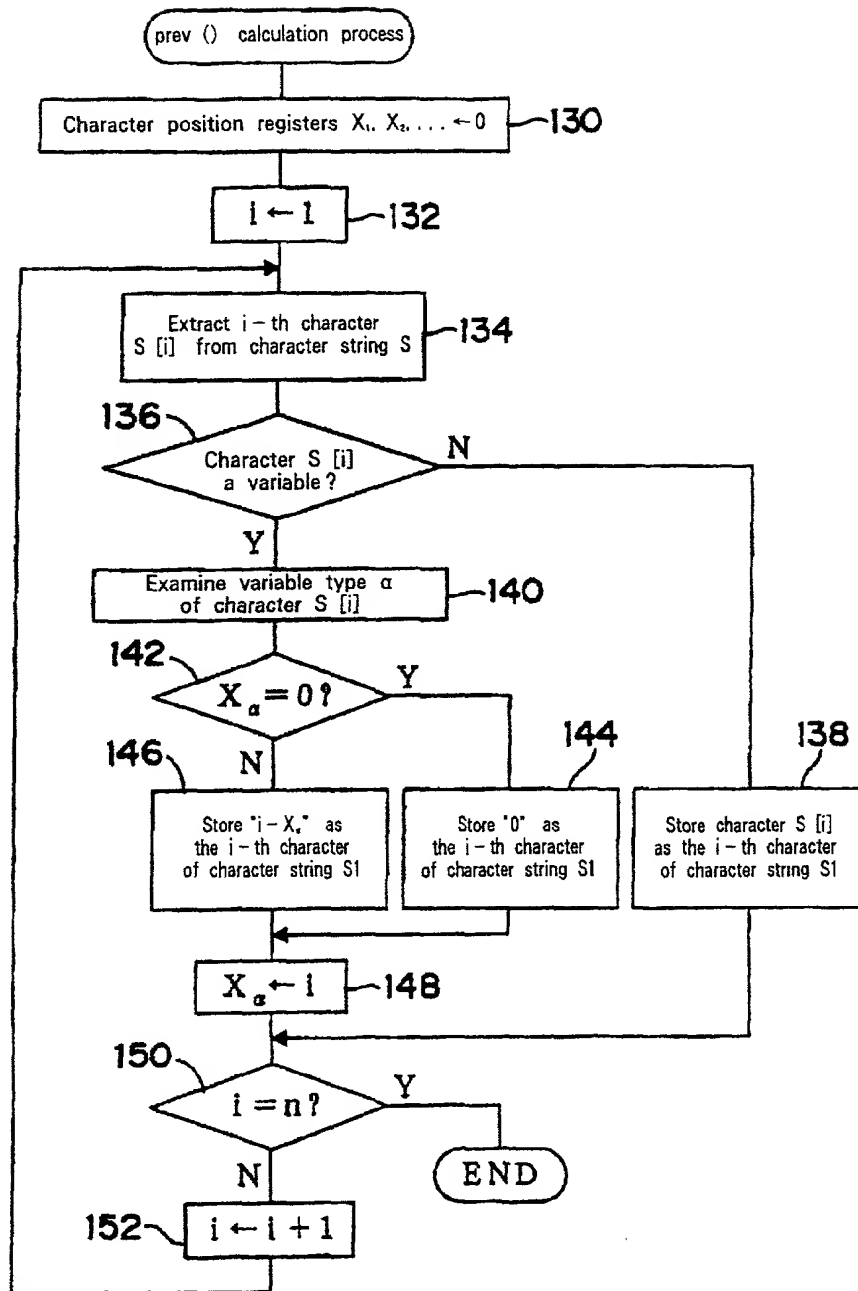 prev () calculation process
Character position registers X₁, X₂, . . . ←0
130
i ← 1
132
Extract i-th character
S [i] from character string S
134
136
Character S [i]
a variable?
N
Y
Examine variable type α
of character S [i]
140
142
Xα = 0?
Y
N
146
144
138
Store "i-Xα" as
the i-th character
of character string S1
Store "0" as
the i-th character
of character string S1
Store character S [i]
as the i-th character
of character string S1
Xα ← i
148
150
i = n?
Y
END
N
152
i ← i + 1